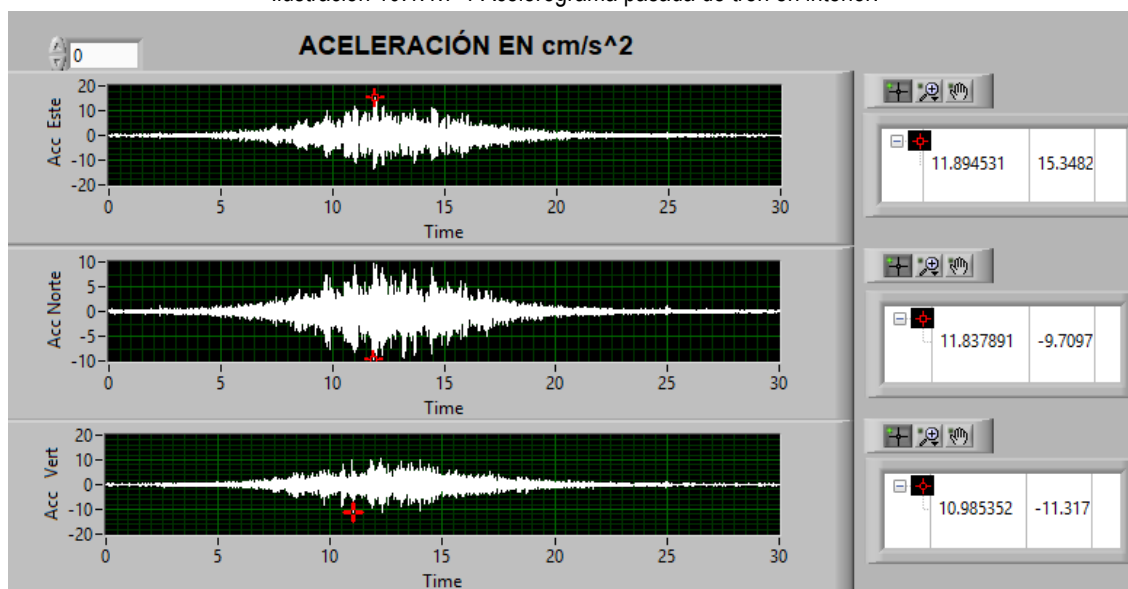 0
ACELERACIÓN EN cm/s^2
Acc Este
20
10
0
-10
-20
0 5 10 15 20 25 30
Time
11.894531 15.3482
Acc Norte
10
5
0
-5
-10
0 5 10 15 20 25 30
Time
11.837891 -9.7097
Acc Vert
20
10
0
-10
-20
0 5 10 15 20 25 30
Time
10.985352 -11.317